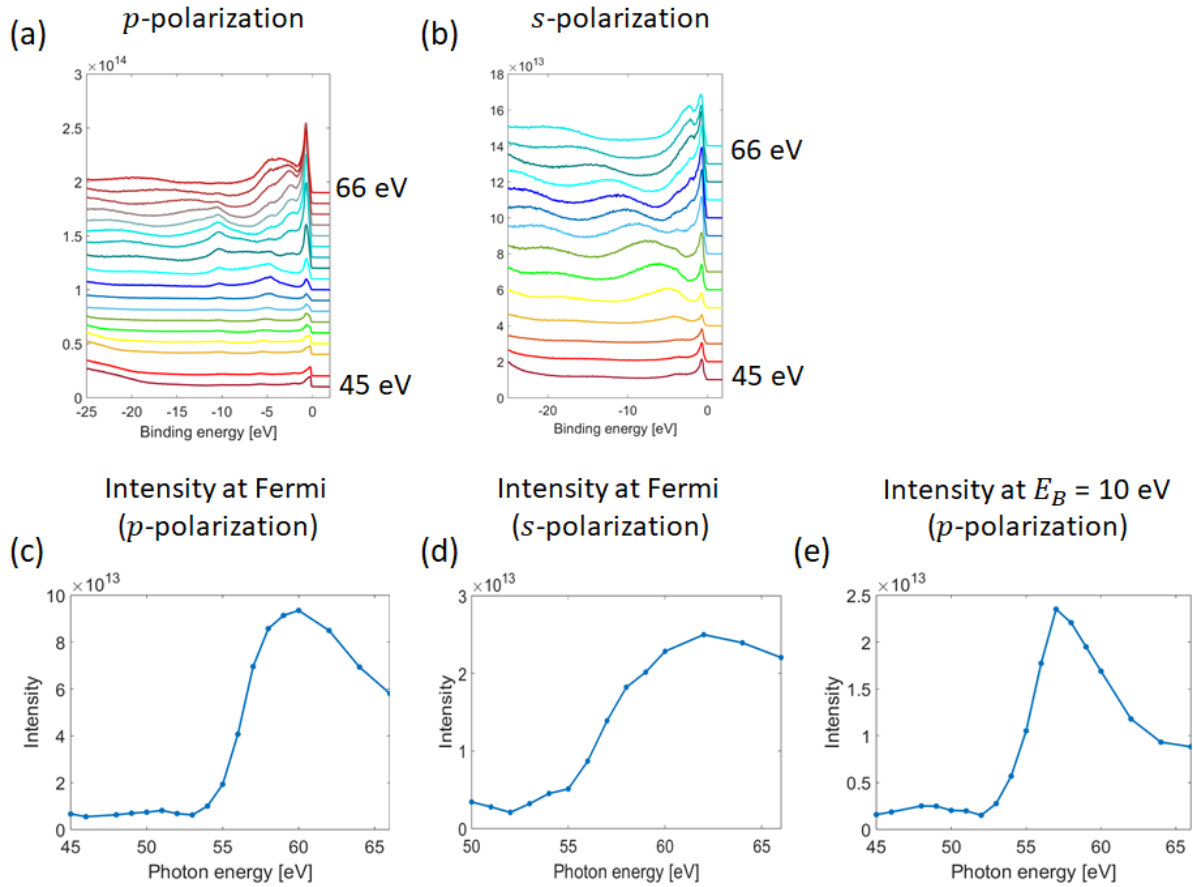 (a)
p-polarization
×10^14
3
2.5
2
1.5
1
0.5
0
-25 -20 -15 -10 -5 0
Binding energy [eV]
66 eV
45 eV
(b)
s-polarization
×10^13
18
16
14
12
10
8
6
4
2
0
-20 -10 0
Binding energy [eV]
66 eV
45 eV
(c)
Intensity at Fermi
(p-polarization)
×10^13
10
8
6
4
2
0
Intensity
45 50 55 60 65
Photon energy [eV]
(d)
Intensity at Fermi
(s-polarization)
×10^13
3
2
1
0
Intensity
50 55 60 65
Photon energy [eV]
(e)
Intensity at E_B = 10 eV
(p-polarization)
×10^13
2.5
2
1.5
1
0.5
0
Intensity
45 50 55 60 65
Photon energy [eV]